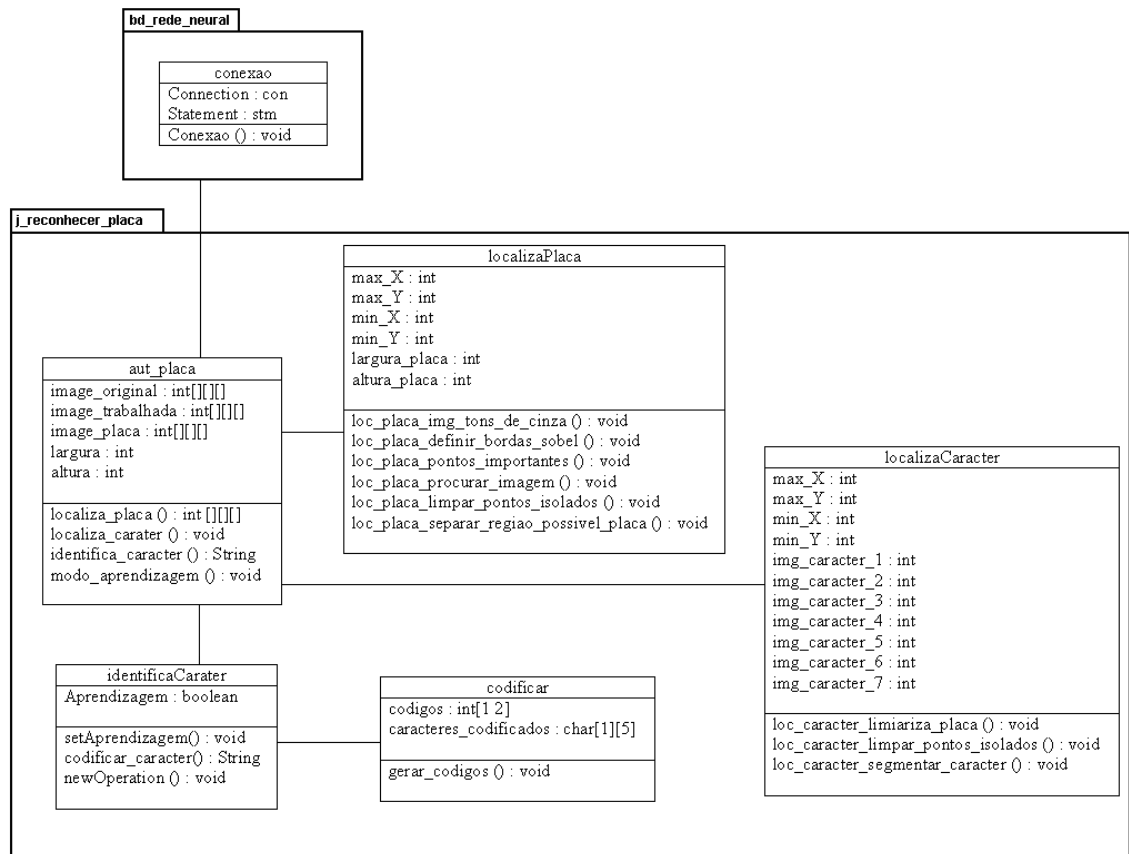 bd_rede_neural
conexao
Connection : con
Statement : stm
Conexao () : void
j_reconhecer_placa
localizaPlaca
max_X : int
max_Y : int
min_X : int
min_Y : int
largura_placa : int
altura_placa : int
loc_placa_img_tons_de_cinza () : void
loc_placa_definir_bordas_sobel () : void
loc_placa_pontos_importantes () : void
loc_placa_procurar_imagem () : void
loc_placa_limpar_pontos_isolados () : void
loc_placa_separar_regiao_possivel_placa () : void
aut_placa
image_original : int[][][]
image_trabalhada : int[][][]
image_placa : int[][][]
largura : int
altura : int
localiza_placa () : int [][][]
localiza_carater () : void
identifica_caracter () : String
modo_aprendizagem () : void
localizaCaracter
max_X : int
max_Y : int
min_X : int
min_Y : int
img_caracter_1 : int
img_caracter_2 : int
img_caracter_3 : int
img_caracter_4 : int
img_caracter_5 : int
img_caracter_6 : int
img_caracter_7 : int
loc_caracter_limiariza_placa () : void
loc_caracter_limpar_pontos_isolados () : void
loc_caracter_segmentar_caracter () : void
identificaCarater
Aprendizagem : boolean
setAprendizagem() : void
codificar_caracter() : String
newOperation () : void
codificar
codigos : int[1 2]
caracteres_codificados : char[1][5]
gerar_codigos () : void